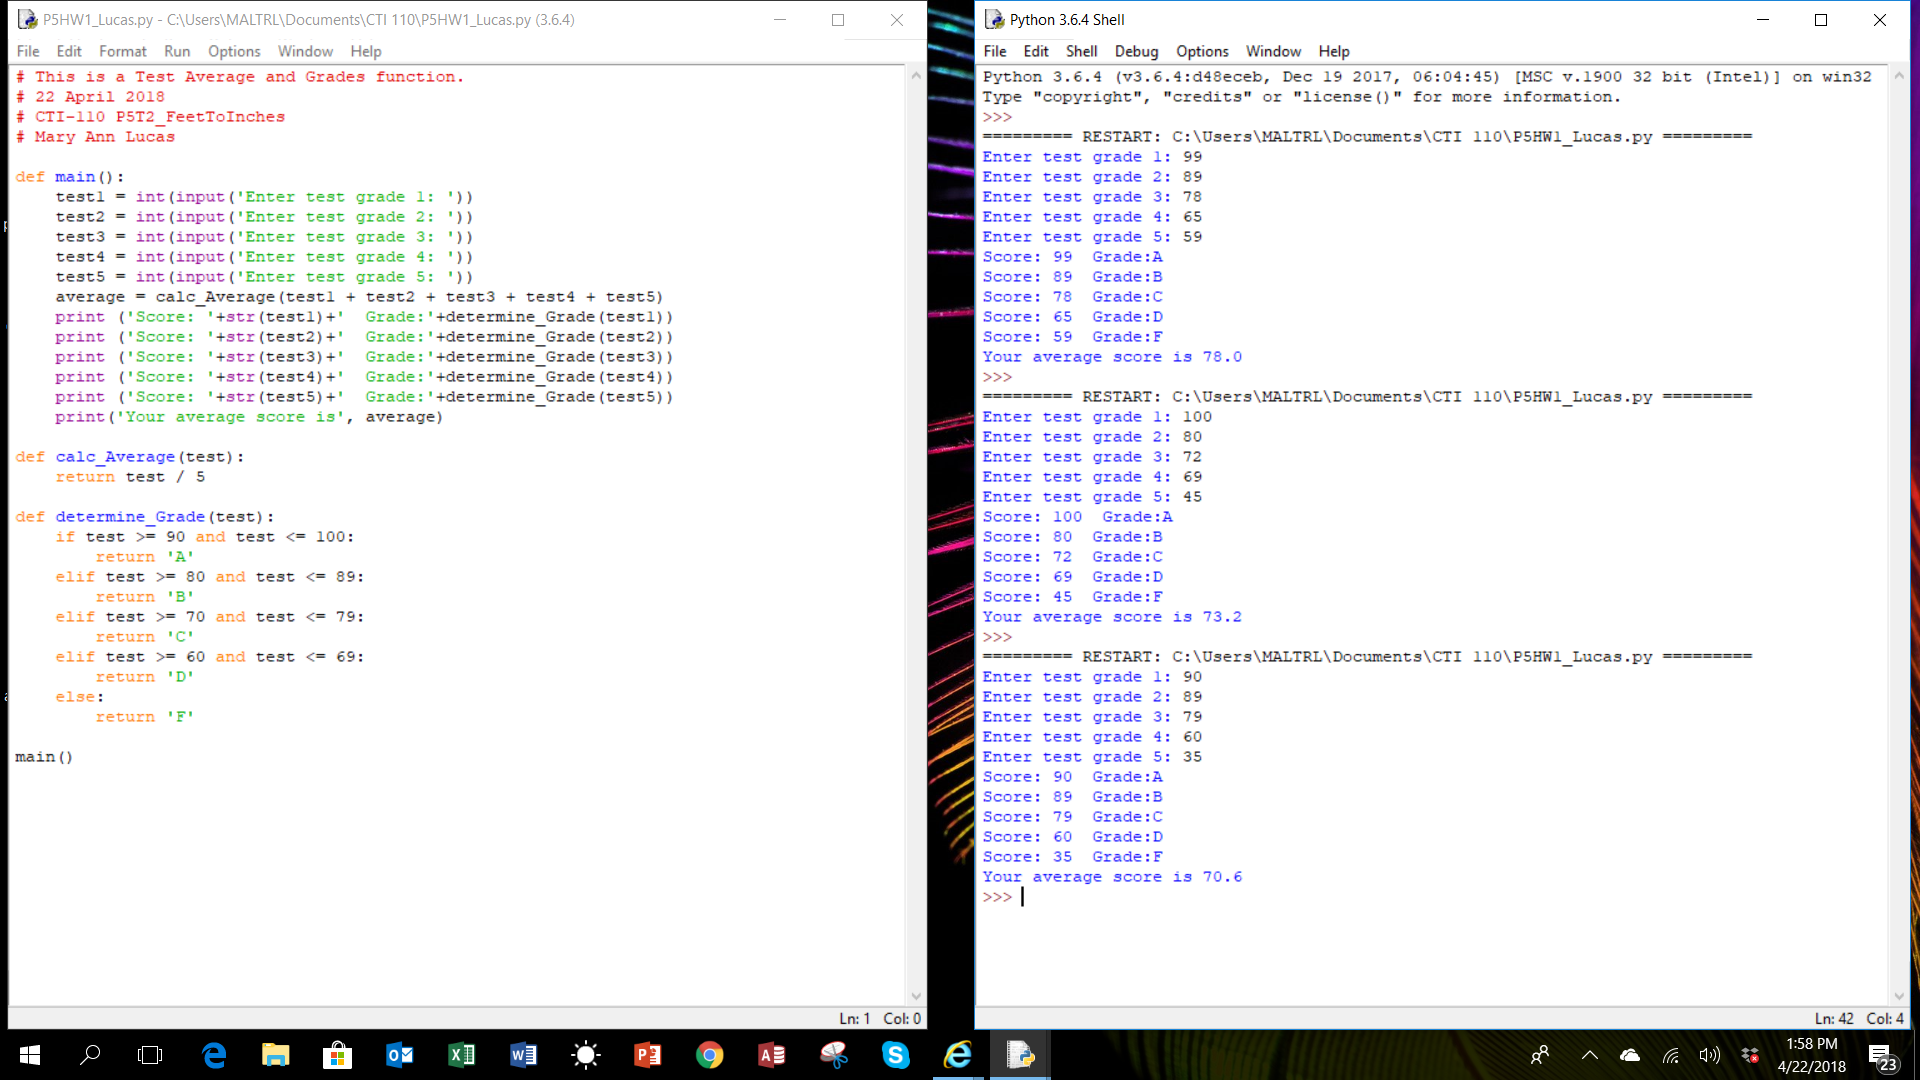 P5HW1_Lucas.py - C:\Users\MALTRL\Documents\CTI 110\P5HW1_Lucas.py (3.6.4)
File Edit Format Run Options Window Help
# This is a Test Average and Grades function.
# 22 April 2018
# CTI-110 P5T2_FeetToInches
# Mary Ann Lucas
def main():
    test1 = int(input('Enter test grade 1: '))
    test2 = int(input('Enter test grade 2: '))
    test3 = int(input('Enter test grade 3: '))
    test4 = int(input('Enter test grade 4: '))
    test5 = int(input('Enter test grade 5: '))
    average = calc_Average(test1 + test2 + test3 + test4 + test5)
    print ('Score: '+str(test1)+'  Grade:'+determine_Grade(test1))
    print ('Score: '+str(test2)+'  Grade:'+determine_Grade(test2))
    print ('Score: '+str(test3)+'  Grade:'+determine_Grade(test3))
    print ('Score: '+str(test4)+'  Grade:'+determine_Grade(test4))
    print ('Score: '+str(test5)+'  Grade:'+determine_Grade(test5))
    print('Your average score is', average)
def calc_Average(test):
    return test / 5
def determine_Grade(test):
    if test >= 90 and test <= 100:
        return 'A'
    elif test >= 80 and test <= 89:
        return 'B'
    elif test >= 70 and test <= 79:
        return 'C'
    elif test >= 60 and test <= 69:
        return 'D'
    else:
        return 'F'
main()
Ln: 1 Col: 0
Python 3.6.4 Shell
File Edit Shell Debug Options Window Help
Python 3.6.4 (v3.6.4:d48eceb, Dec 19 2017, 06:04:45) [MSC v.1900 32 bit (Intel)] on win32
Type "copyright", "credits" or "license()" for more information.
>>>
========= RESTART: C:\Users\MALTRL\Documents\CTI 110\P5HW1_Lucas.py =========
Enter test grade 1: 99
Enter test grade 2: 89
Enter test grade 3: 78
Enter test grade 4: 65
Enter test grade 5: 59
Score: 99  Grade:A
Score: 89  Grade:B
Score: 78  Grade:C
Score: 65  Grade:D
Score: 59  Grade:F
Your average score is 78.0
>>>
========= RESTART: C:\Users\MALTRL\Documents\CTI 110\P5HW1_Lucas.py =========
Enter test grade 1: 100
Enter test grade 2: 80
Enter test grade 3: 72
Enter test grade 4: 69
Enter test grade 5: 45
Score: 100  Grade:A
Score: 80  Grade:B
Score: 72  Grade:C
Score: 69  Grade:D
Score: 45  Grade:F
Your average score is 73.2
>>>
========= RESTART: C:\Users\MALTRL\Documents\CTI 110\P5HW1_Lucas.py =========
Enter test grade 1: 90
Enter test grade 2: 89
Enter test grade 3: 79
Enter test grade 4: 60
Enter test grade 5: 35
Score: 90  Grade:A
Score: 89  Grade:B
Score: 79  Grade:C
Score: 60  Grade:D
Score: 35  Grade:F
Your average score is 70.6
>>>
Ln: 42 Col: 4
1:58 PM
4/22/2018
23